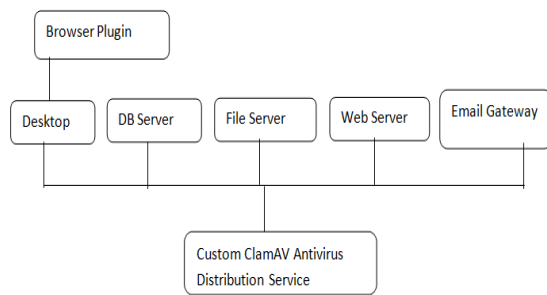 Browser Plugin
Desktop
DB Server
File Server
Web Server
Email Gateway
Custom ClamAV Antivirus
Distribution Service